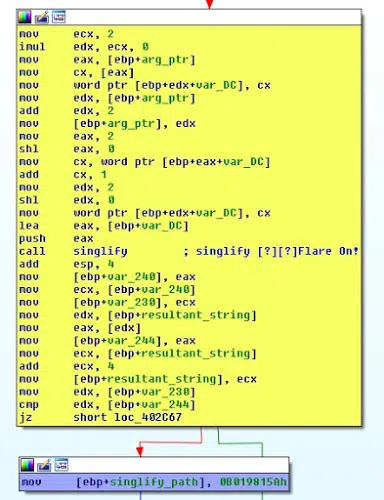 mov ecx, 2
imul edx, ecx, 0
mov eax, [ebp+arg_ptr]
mov cx, [eax]
mov word ptr [ebp+edx+var_DC], cx
mov edx, [ebp+arg_ptr]
add edx, 2
mov [ebp+arg_ptr], edx
mov eax, 2
shl eax, 0
mov cx, word ptr [ebp+eax+var_DC]
add cx, 1
mov edx, 2
shl edx, 0
mov word ptr [ebp+edx+var_DC], cx
lea eax, [ebp+var_DC]
push eax
call singlify ; singlify [?][?]Flare On!
add esp, 4
mov [ebp+var_240], eax
mov ecx, [ebp+var_240]
mov [ebp+var_230], ecx
mov edx, [ebp+resultant_string]
mov eax, [edx]
mov [ebp+var_244], eax
mov ecx, [ebp+resultant_string]
add ecx, 4
mov [ebp+resultant_string], ecx
mov edx, [ebp+var_230]
cmp edx, [ebp+var_244]
jz short loc_402C67
mov [ebp+singlify_path], 0B019815Ah